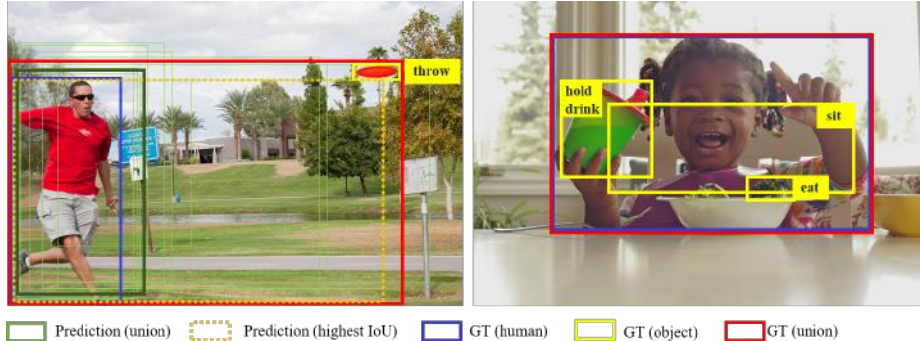 throw
hold
drink
sit
eat
Prediction (union)
Prediction (highest IoU)
GT (human)
GT (object)
GT (union)